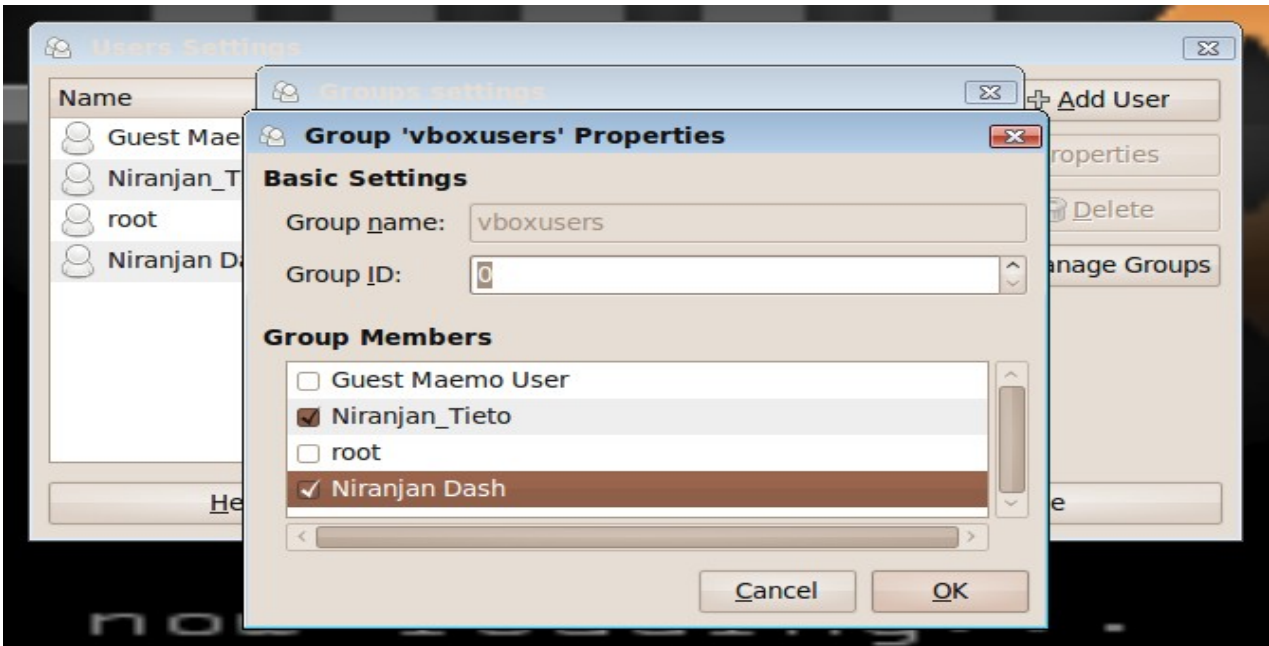 Users Settings
Groups settings
Name
Add User
Group 'vboxusers' Properties
Guest Mae
roperties
Niranjan_T
Basic Settings
root
Group name: vboxusers
Delete
Niranjan Da
Group ID: 0
anage Groups
Group Members
Guest Maemo User
Niranjan_Tieto
root
Niranjan Dash
He
e
Cancel OK
now loading...